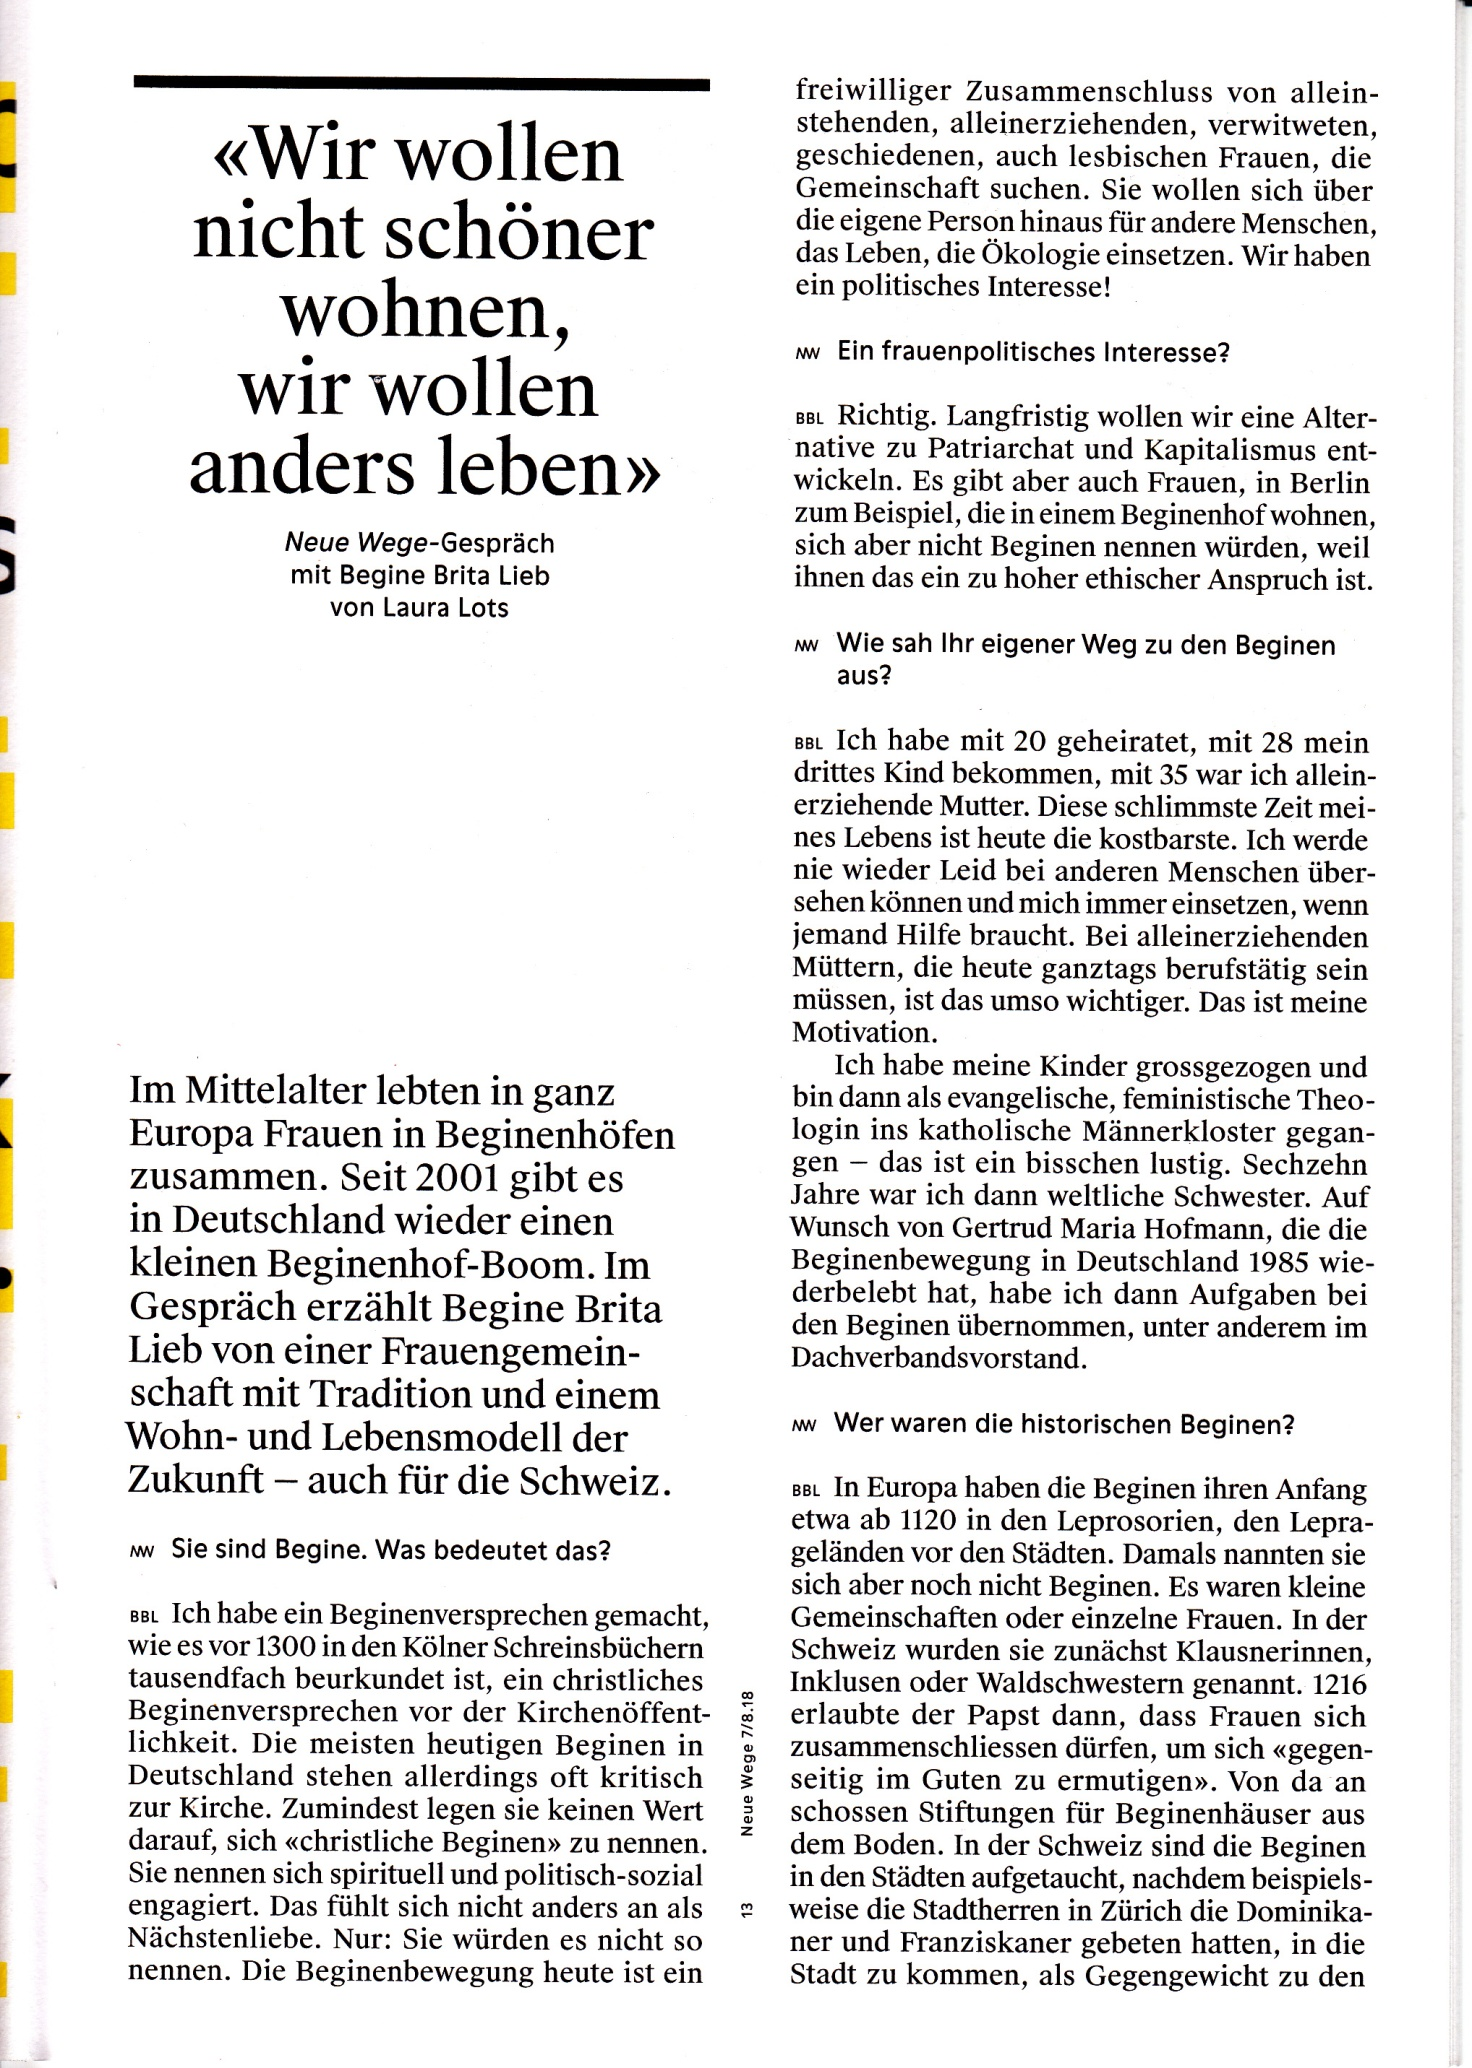 «Wir wollen
nicht schöner
wohnen,
wir wollen
anders leben»
Neue Wege-Gespräch
mit Begine Brita Lieb
von Laura Lots
Im Mittelalter lebten in ganz
Europa Frauen in Beginenhöfen
zusammen. Seit 2001 gibt es
in Deutschland wieder einen
kleinen Beginenhof-Boom. Im
Gespräch erzählt Begine Brita
Lieb von einer Frauengemein-
schaft mit Tradition und einem
Wohn- und Lebensmodell der
Zukunft – auch für die Schweiz.
NW Sie sind Begine. Was bedeutet das?
BBL Ich habe ein Beginenversprechen gemacht,
wie es vor 1300 in den Kölner Schreinsbüchern
tausendfach beurkundet ist, ein christliches
Beginenversprechen vor der Kirchenöffent-
lichkeit. Die meisten heutigen Beginen in
Deutschland stehen allerdings oft kritisch
zur Kirche. Zumindest legen sie keinen Wert
darauf, sich «christliche Beginen» zu nennen.
Sie nennen sich spirituell und politisch-sozial
engagiert. Das fühlt sich nicht anders an als
Nächstenliebe. Nur: Sie würden es nicht so
nennen. Die Beginenbewegung heute ist ein
freiwilliger Zusammenschluss von allein-
stehenden, alleinerziehenden, verwitweten,
geschiedenen, auch lesbischen Frauen, die
Gemeinschaft suchen. Sie wollen sich über
die eigene Person hinaus für andere Menschen,
das Leben, die Ökologie einsetzen. Wir haben
ein politisches Interesse!
NW Ein frauenpolitisches Interesse?
BBL Richtig. Langfristig wollen wir eine Alter-
native zu Patriarchat und Kapitalismus ent-
wickeln. Es gibt aber auch Frauen, in Berlin
zum Beispiel, die in einem Beginenhof wohnen,
sich aber nicht Beginen nennen würden, weil
ihnen das ein zu hoher ethischer Anspruch ist.
NW Wie sah Ihr eigener Weg zu den Beginen
aus?
BBL Ich habe mit 20 geheiratet, mit 28 mein
drittes Kind bekommen, mit 35 war ich allein-
erziehende Mutter. Diese schlimmste Zeit mei-
nes Lebens ist heute die kostbarste. Ich werde
nie wieder Leid bei anderen Menschen über-
sehen können und mich immer einsetzen, wenn
jemand Hilfe braucht. Bei alleinerziehenden
Müttern, die heute ganztags berufstätig sein
müssen, ist das umso wichtiger. Das ist meine
Motivation.
Ich habe meine Kinder grossgezogen und
bin dann als evangelische, feministische Theo-
login ins katholische Männerkloster gegan-
gen – das ist ein bisschen lustig. Sechzehn
Jahre war ich dann weltliche Schwester. Auf
Wunsch von Gertrud Maria Hofmann, die die
Beginenbewegung in Deutschland 1985 wie-
derbelebt hat, habe ich dann Aufgaben bei
den Beginen übernommen, unter anderem im
Dachverbandsvorstand.
NW Wer waren die historischen Beginen?
BBL In Europa haben die Beginen ihren Anfang
etwa ab 1120 in den Leprosorien, den Lepra-
geländen vor den Städten. Damals nannten sie
sich aber noch nicht Beginen. Es waren kleine
Gemeinschaften oder einzelne Frauen. In der
Schweiz wurden sie zunächst Klausnerinnen,
Inklusen oder Waldschwestern genannt. 1216
erlaubte der Papst dann, dass Frauen sich
zusammenschliessen dürfen, um sich «gegen-
seitig im Guten zu ermutigen». Von da an
schossen Stiftungen für Beginenhäuser aus
dem Boden. In der Schweiz sind die Beginen
in den Städten aufgetaucht, nachdem beispiels-
weise die Stadtherren in Zürich die Dominika-
ner und Franziskaner gebeten hatten, in die
Stadt zu kommen, als Gegengewicht zu den
13 Neue Wege 7/8.18